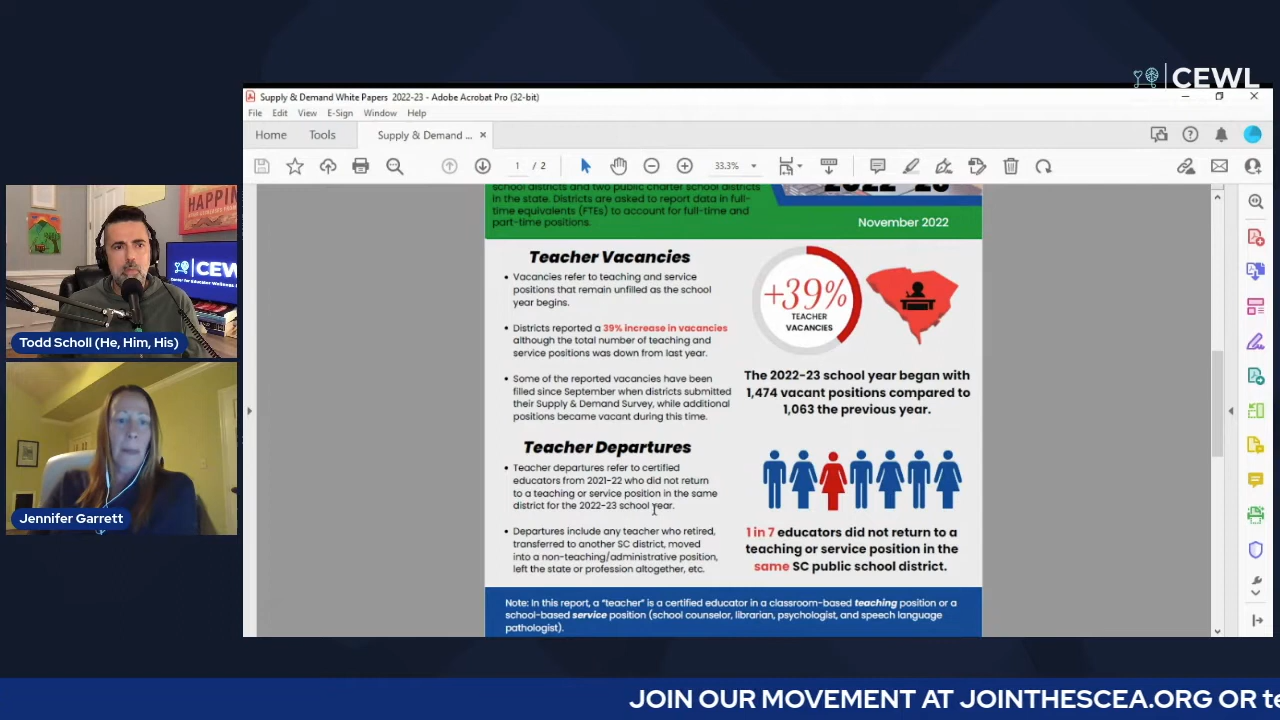 CEWL
Supply & Demand White Papers 2022-23 - Adobe Acrobat Pro (32-bit)
File Edit View E-Sign Window Help
Home Tools Supply & Demand ... ×
1 / 2 33.3%
school districts and two public charter school districts
in the state. Districts are asked to report data in full-
time equivalents (FTEs) to account for full-time and
part-time positions.
2022-23
November 2022
Teacher Vacancies
• Vacancies refer to teaching and service
positions that remain unfilled as the school
year begins.
• Districts reported a 39% increase in vacancies
although the total number of teaching and
service positions was down from last year.
• Some of the reported vacancies have been
filled since September when districts submitted
their Supply & Demand Survey, while additional
positions became vacant during this time.
+39%
TEACHER
VACANCIES
The 2022-23 school year began with
1,474 vacant positions compared to
1,063 the previous year.
Teacher Departures
• Teacher departures refer to certified
educators from 2021-22 who did not return
to a teaching or service position in the same
district for the 2022-23 school year.
• Departures include any teacher who retired,
transferred to another SC district, moved
into a non-teaching/administrative position,
left the state or profession altogether, etc.
1 in 7 educators did not return to a
teaching or service position in the
same SC public school district.
Note: In this report, a "teacher" is a certified educator in a classroom-based teaching position or a
school-based service position (school counselor, librarian, psychologist, and speech language
pathologist).
HAPPI
CEWL
Todd Scholl (He, Him, His)
Jennifer Garrett
JOIN OUR MOVEMENT AT JOINTHESCEA.ORG OR te